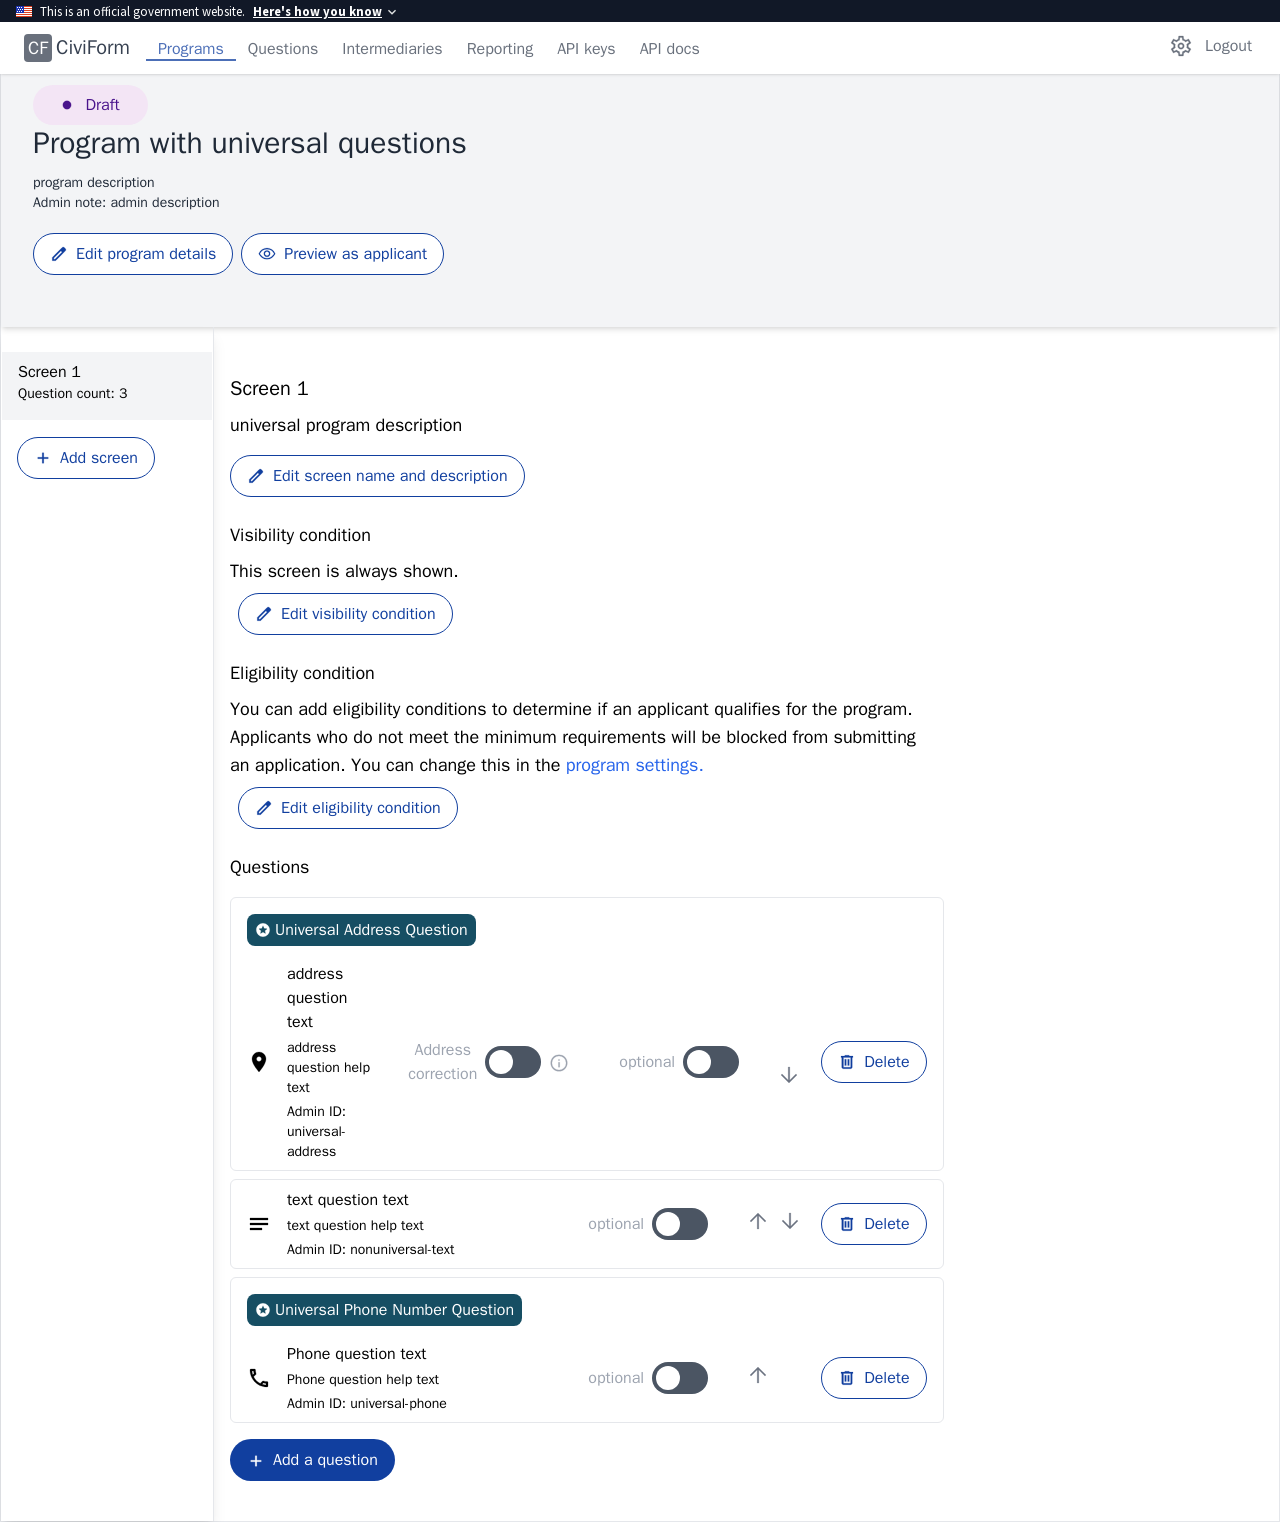 This is an official government website. Here's how you know
CF CiviForm Programs Questions Intermediaries Reporting API keys API docs Logout
Draft
Program with universal questions
program description
Admin note: admin description
Edit program details Preview as applicant
Screen 1
Question count: 3
Add screen
Screen 1
universal program description
Edit screen name and description
Visibility condition
This screen is always shown.
Edit visibility condition
Eligibility condition
You can add eligibility conditions to determine if an applicant qualifies for the program.
Applicants who do not meet the minimum requirements will be blocked from submitting
an application. You can change this in the program settings.
Edit eligibility condition
Questions
Universal Address Question
address
question
text
address
question help
text
Admin ID:
universal-
address
Address
correction
optional
Delete
text question text
text question help text
Admin ID: nonuniversal-text
optional
Delete
Universal Phone Number Question
Phone question text
Phone question help text
Admin ID: universal-phone
optional
Delete
Add a question